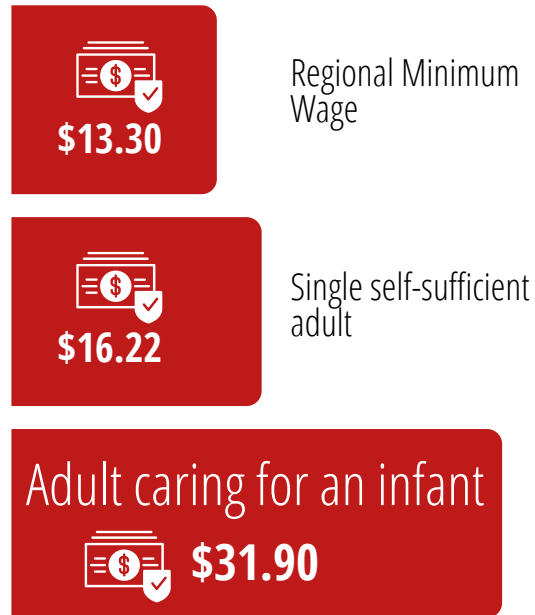 $13.30
Regional Minimum
Wage
$16.22
Single self-sufficient
adult
Adult caring for an infant
$31.90